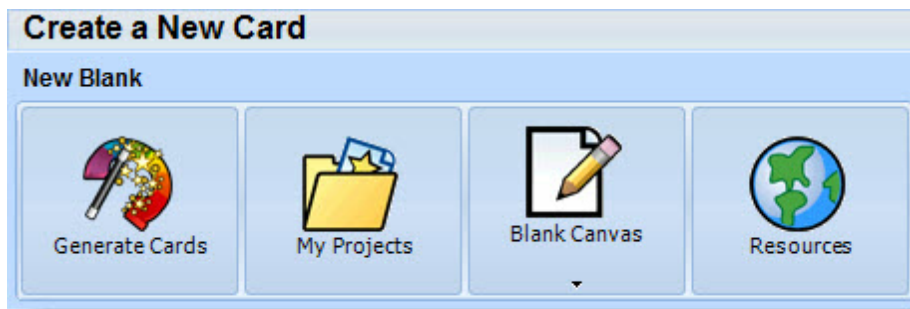 Create a New Card
New Blank
Generate Cards
My Projects
Blank Canvas
Resources